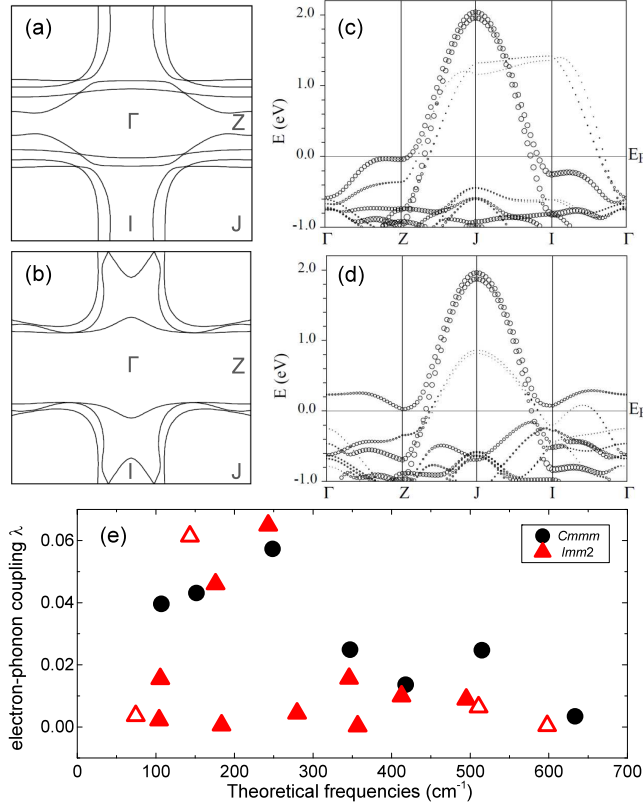 (a)
Γ
Z
I
J
(b)
Γ
Z
I
J
(c)
2.0
1.0
0.0
-1.0
E (eV)
E_F
Γ Z J I Γ
(d)
2.0
1.0
0.0
-1.0
E (eV)
E_F
Γ Z J I Γ
(e)
Cmmm
Imm2
0.06
0.04
0.02
0.00
electron-phonon coupling λ
0 100 200 300 400 500 600 700
Theoretical frequencies (cm⁻¹)